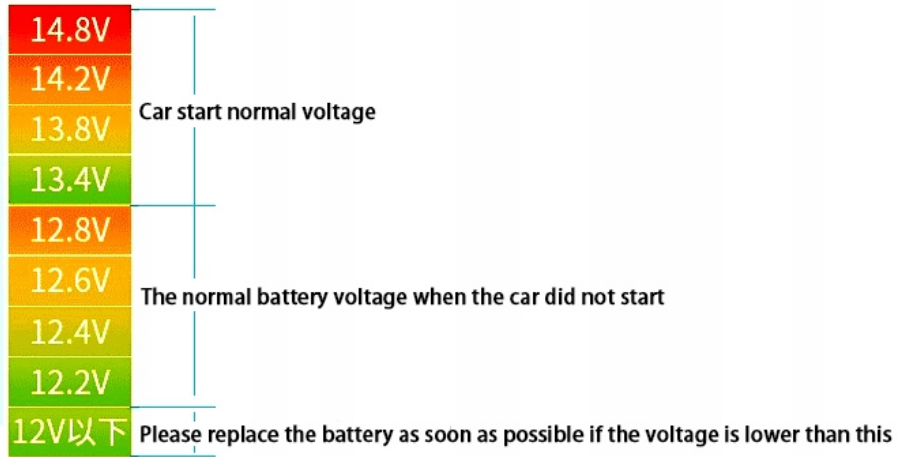 14.8V
14.2V
Car start normal voltage
13.8V
13.4V
12.8V
12.6V
The normal battery voltage when the car did not start
12.4V
12.2V
12V以下 Please replace the battery as soon as possible if the voltage is lower than this